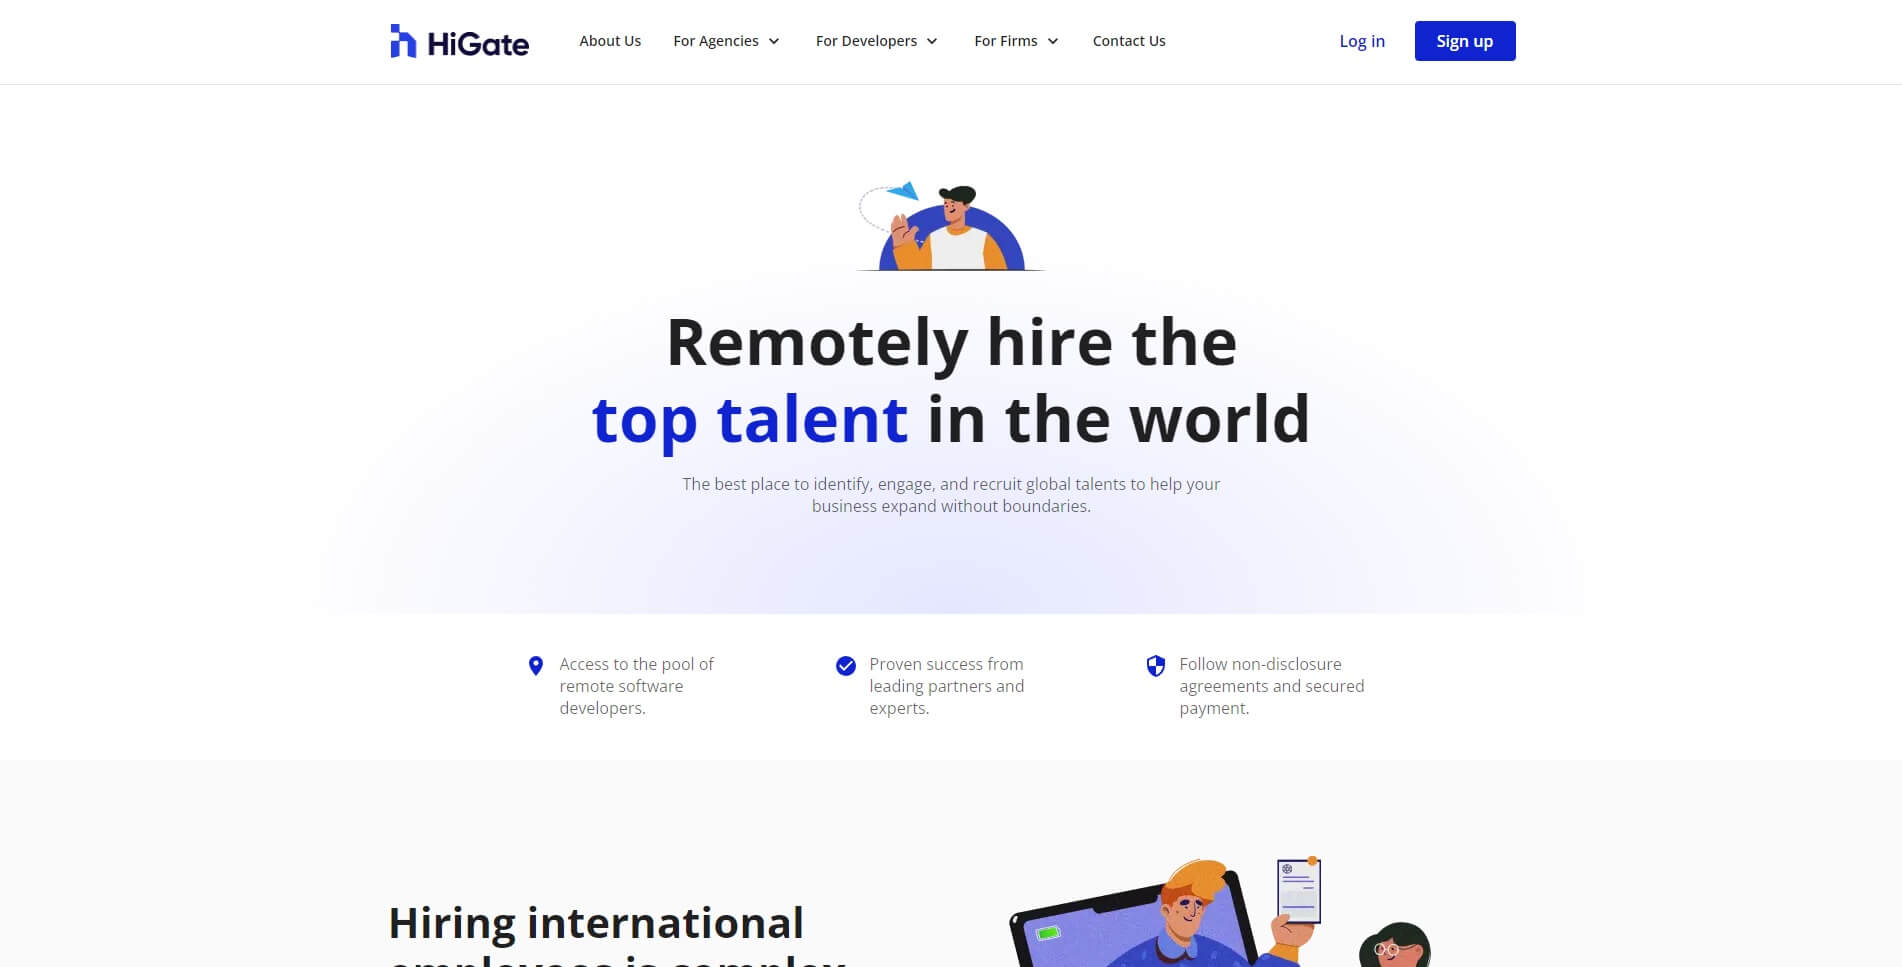 HiGate
About Us
For Agencies
For Developers
For Firms
Contact Us
Log in
Sign up
Remotely hire the
top talent in the world
The best place to identify, engage, and recruit global talents to help your
business expand without boundaries.
Access to the pool of
remote software
developers.
Proven success from
leading partners and
experts.
Follow non-disclosure
agreements and secured
payment.
Hiring international
employees is complex